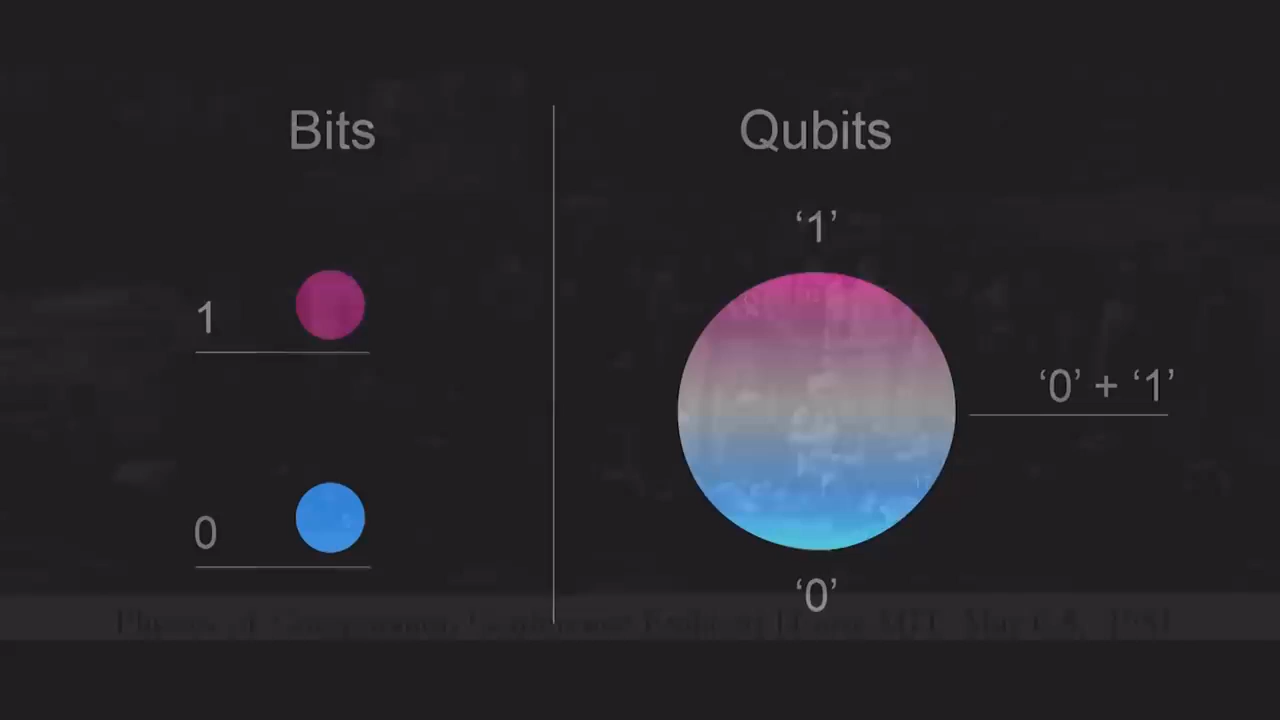 Bits
Qubits
1
0
‘1’
‘0’ + ‘1’
‘0’